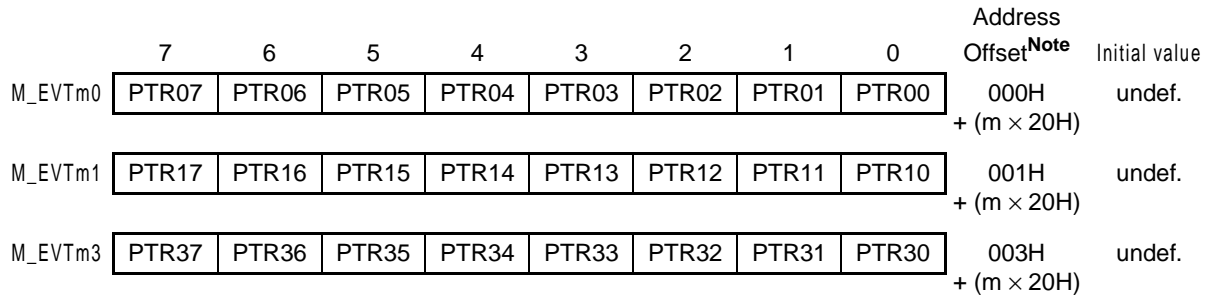 Address
7 6 5 4 3 2 1 0 Offset Note Initial value
M_EVTm0 PTR07 PTR06 PTR05 PTR04 PTR03 PTR02 PTR01 PTR00 000H undef.
+ (m × 20H)
M_EVTm1 PTR17 PTR16 PTR15 PTR14 PTR13 PTR12 PTR11 PTR10 001H undef.
+ (m × 20H)
M_EVTm3 PTR37 PTR36 PTR35 PTR34 PTR33 PTR32 PTR31 PTR30 003H undef.
+ (m × 20H)